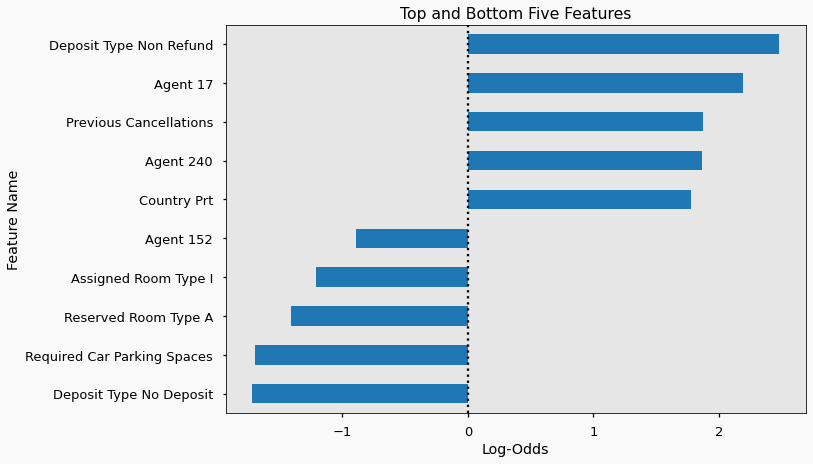 Top and Bottom Five Features
Feature Name
Deposit Type Non Refund
Agent 17
Previous Cancellations
Agent 240
Country Prt
Agent 152
Assigned Room Type I
Reserved Room Type A
Required Car Parking Spaces
Deposit Type No Deposit
−1 0 1 2
Log-Odds